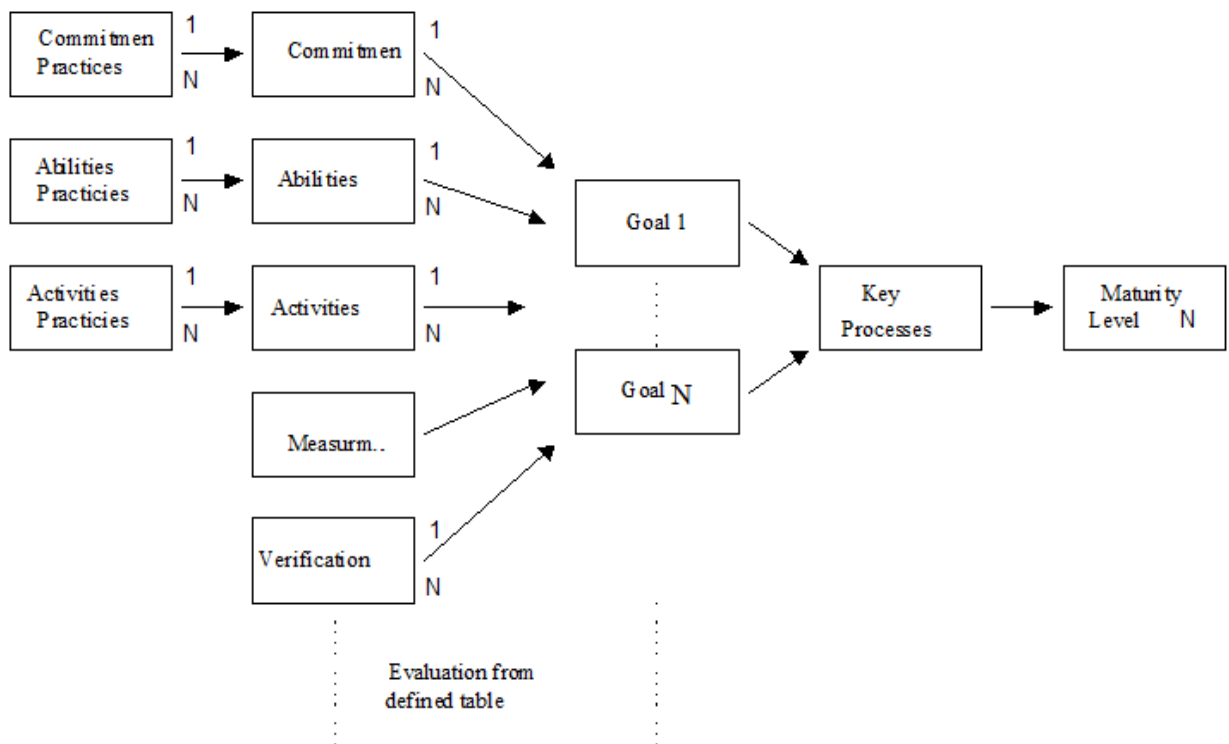 Commitmen
Practices
1
N
Commitmen
1
N
Abilities
Practicies
1
N
Abilities
1
N
Goal 1
Activities
Practicies
1
N
Activities
1
N
Key
Processes
Maturity
Level N
Goal N
Measurm..
Verification
1
N
Evaluation from
defined table